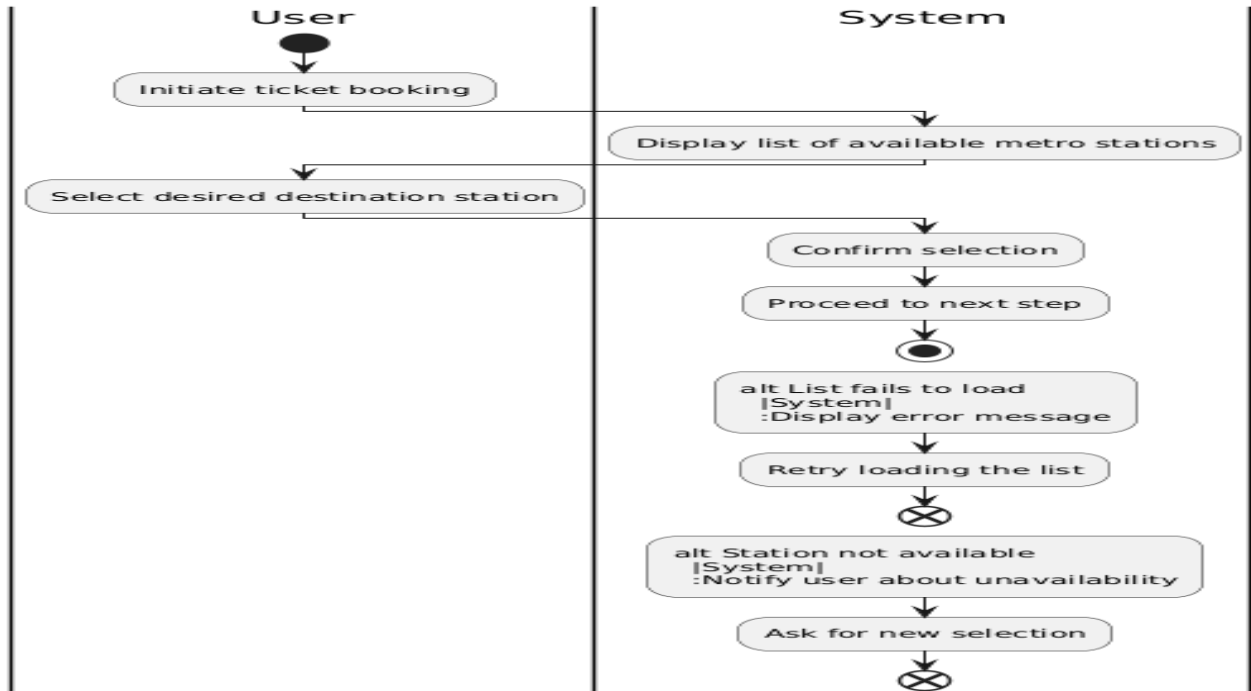 User
System
Initiate ticket booking
Display list of available metro stations
Select desired destination station
Confirm selection
Proceed to next step
alt List fails to load
|System|
:Display error message
Retry loading the list
alt Station not available
|System|
:Notify user about unavailability
Ask for new selection